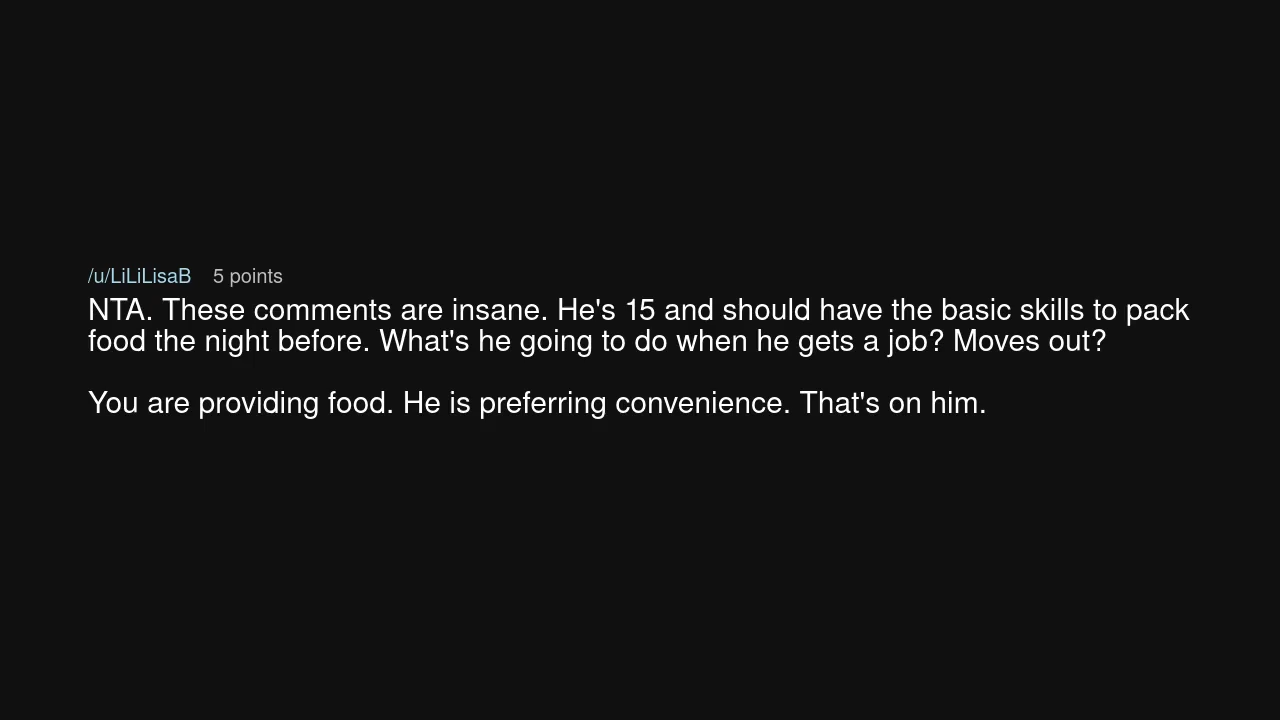 /u/LiLiLisaB 5 points
NTA. These comments are insane. He's 15 and should have the basic skills to pack
food the night before. What's he going to do when he gets a job? Moves out?
You are providing food. He is preferring convenience. That's on him.